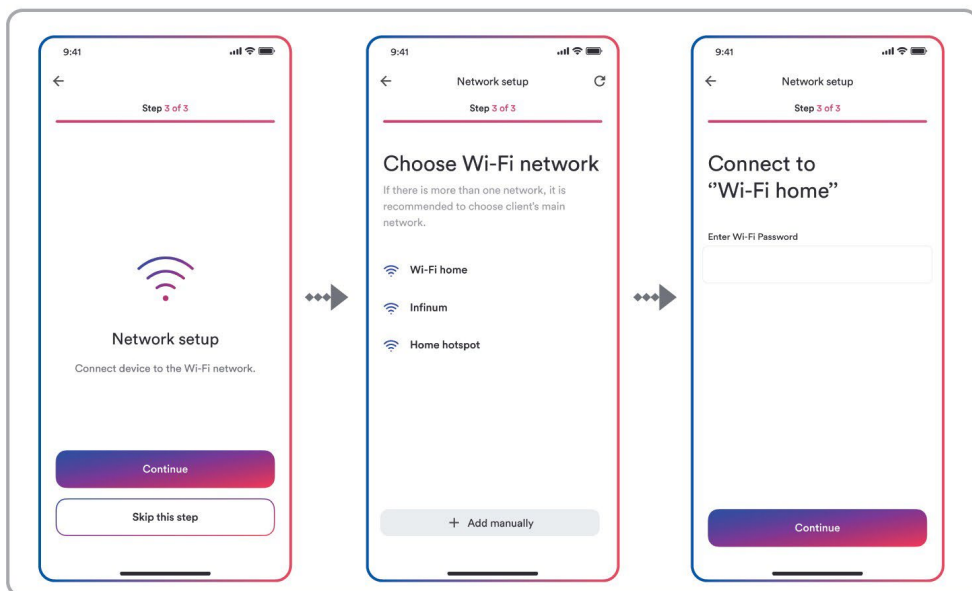 9:41
Step 3 of 3
Network setup
Connect device to the Wi-Fi network.
Continue
Skip this step
9:41
Network setup
Step 3 of 3
Choose Wi-Fi network
If there is more than one network, it is
recommended to choose client's main
network.
Wi-Fi home
Infinum
Home hotspot
+ Add manually
9:41
Network setup
Step 3 of 3
Connect to
‘’Wi-Fi home”
Enter Wi-Fi Password
Continue